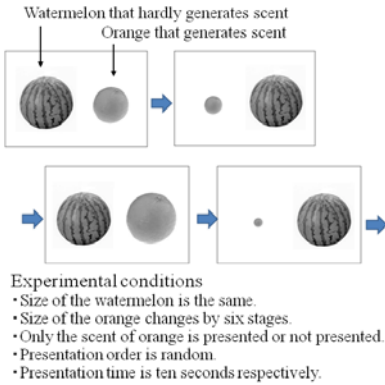 Watermelon that hardly generates scent
Orange that generates scent
Experimental conditions
・Size of the watermelon is the same.
・Size of the orange changes by six stages.
・Only the scent of orange is presented or not presented.
・Presentation order is random.
・Presentation time is ten seconds respectively.